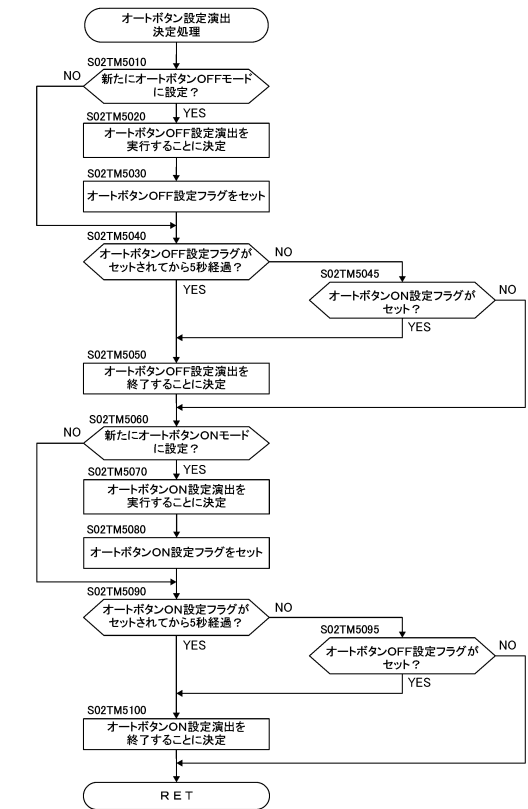 オートボタン設定演出
決定処理
S02TM5010
NO
新たにオートボタンOFFモード
に設定？
YES
S02TM5020
オートボタンOFF設定演出を
実行することに決定
S02TM5030
オートボタンOFF設定フラグをセット
S02TM5040
オートボタンOFF設定フラグが
セットされてから5秒経過？
NO
YES
S02TM5045
オートボタンON設定フラグが
セット？
NO
YES
S02TM5050
オートボタンOFF設定演出を
終了することに決定
S02TM5060
NO
新たにオートボタンONモード
に設定？
YES
S02TM5070
オートボタンON設定演出を
実行することに決定
S02TM5080
オートボタンON設定フラグをセット
S02TM5090
オートボタンON設定フラグが
セットされてから5秒経過？
NO
YES
S02TM5095
オートボタンOFF設定フラグが
セット？
NO
YES
S02TM5100
オートボタンON設定演出を
終了することに決定
ＲＥＴ